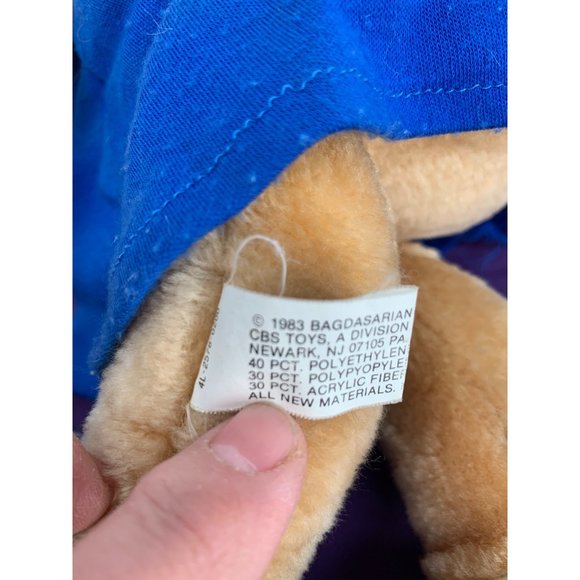 © 1983 BAGDASARIAN
CBS TOYS, A DIVISION
NEWARK, NJ 07105 PA.
40 PCT. POLYETHYLEN
30 PCT. POLYPYOPYLE
30 PCT. ACRYLIC FIBER
ALL NEW MATERIALS.